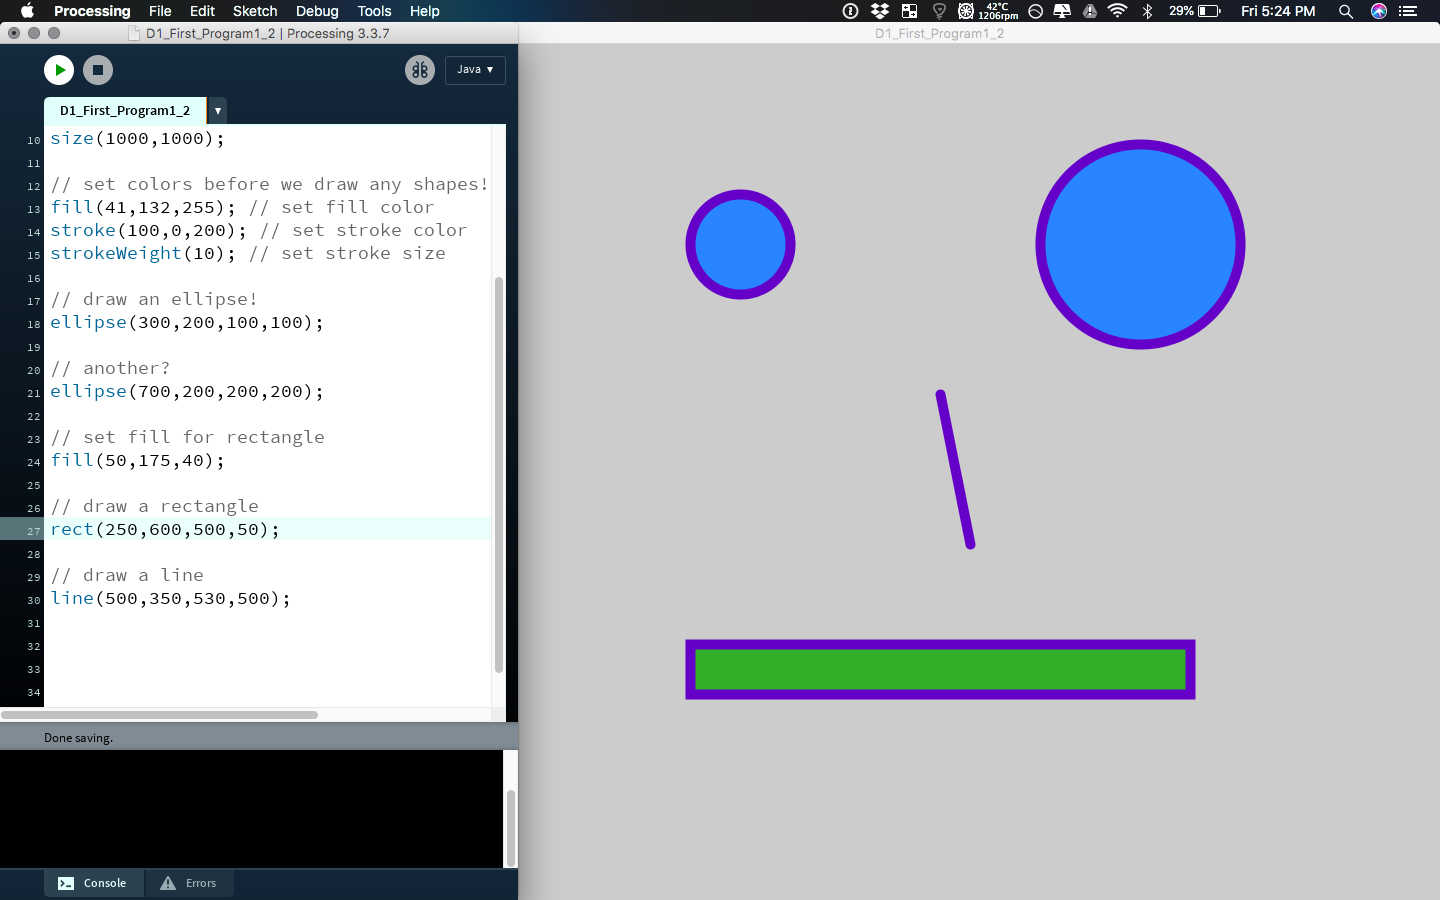 Processing File Edit Sketch Debug Tools Help 42°C 1206rpm 29% Fri 5:24 PM
D1_First_Program1_2 | Processing 3.3.7
D1_First_Program1_2
Java ▼
D1_First_Program1_2 ▼
10 size(1000,1000);
11
12 // set colors before we draw any shapes!
13 fill(41,132,255); // set fill color
14 stroke(100,0,200); // set stroke color
15 strokeWeight(10); // set stroke size
16
17 // draw an ellipse!
18 ellipse(300,200,100,100);
19
20 // another?
21 ellipse(700,200,200,200);
22
23 // set fill for rectangle
24 fill(50,175,40);
25
26 // draw a rectangle
27 rect(250,600,500,50);
28
29 // draw a line
30 line(500,350,530,500);
31
32
33
34
Done saving.
Console Errors